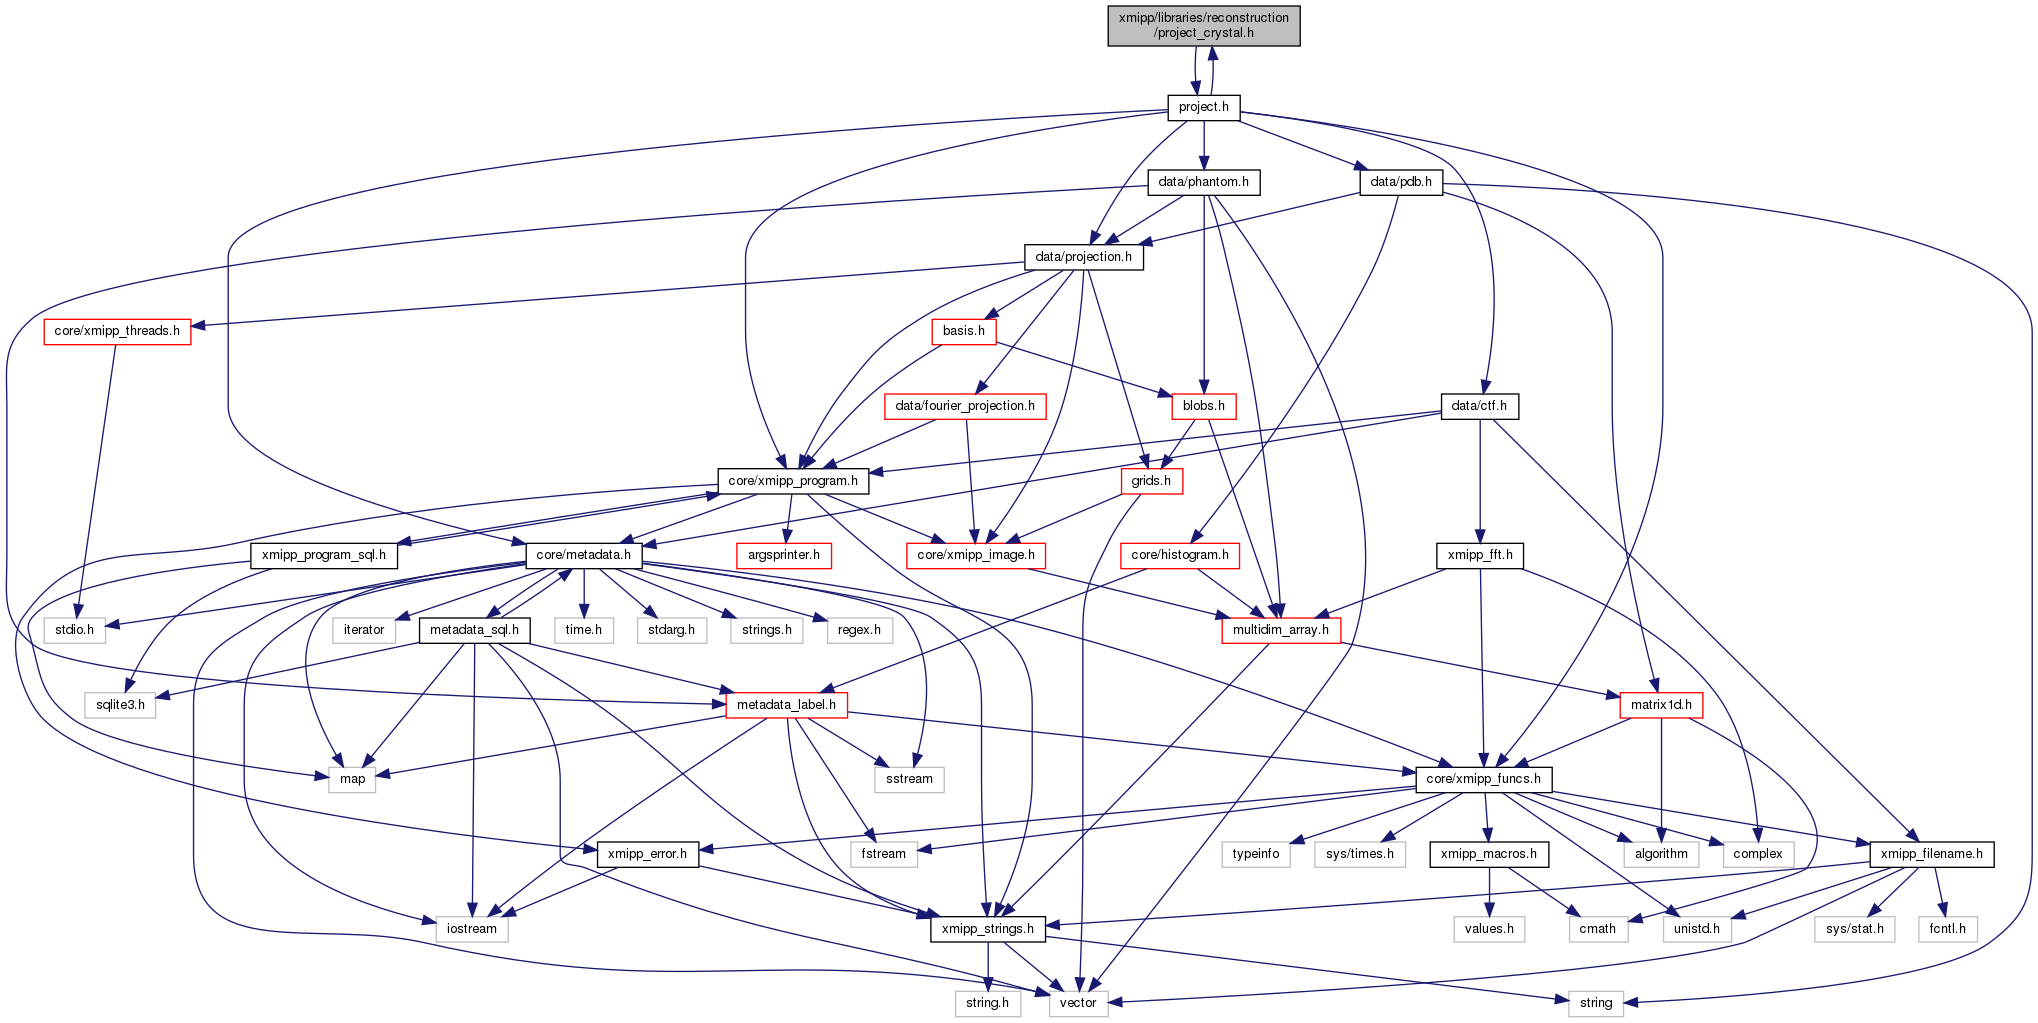 xmipp/libraries/reconstruction
/project_crystal.h
project.h
data/phantom.h
data/pdb.h
data/projection.h
core/xmipp_threads.h
basis.h
data/fourier_projection.h
blobs.h
data/ctf.h
core/xmipp_program.h
grids.h
xmipp_program_sql.h
core/metadata.h
argsprinter.h
core/xmipp_image.h
core/histogram.h
xmipp_fft.h
stdio.h
iterator
metadata_sql.h
time.h
stdarg.h
strings.h
regex.h
multidim_array.h
sqlite3.h
metadata_label.h
matrix1d.h
map
sstream
core/xmipp_funcs.h
xmipp_error.h
fstream
typeinfo
sys/times.h
xmipp_macros.h
algorithm
complex
xmipp_filename.h
iostream
xmipp_strings.h
values.h
cmath
unistd.h
sys/stat.h
fcntl.h
string.h
vector
string